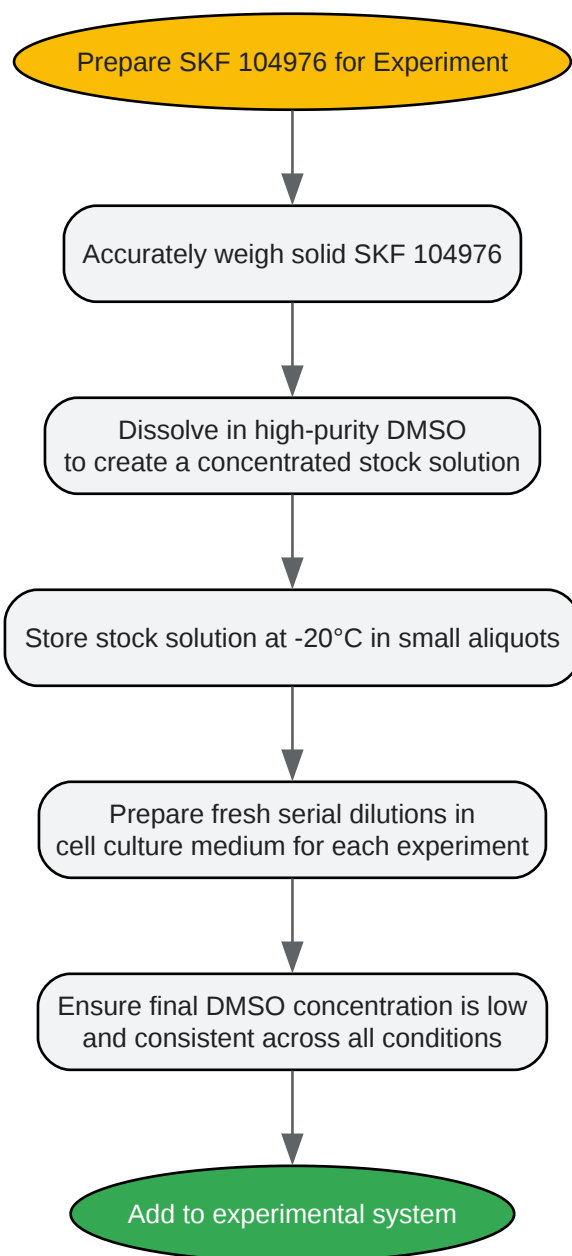 Prepare SKF 104976 for Experiment
Accurately weigh solid SKF 104976
Dissolve in high-purity DMSO
to create a concentrated stock solution
Store stock solution at -20°C in small aliquots
Prepare fresh serial dilutions in
cell culture medium for each experiment
Ensure final DMSO concentration is low
and consistent across all conditions
Add to experimental system